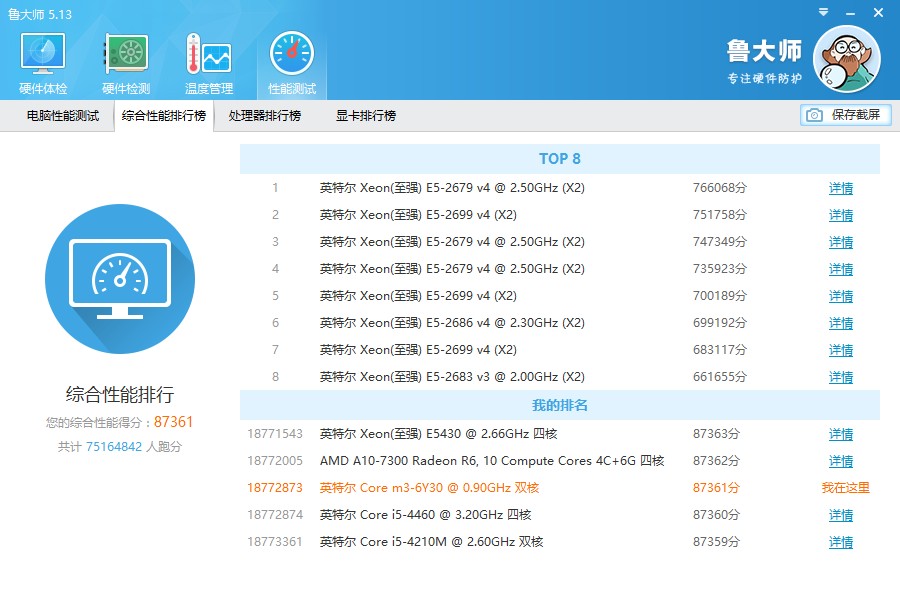 鲁大师 5.13
硬件体检 硬件检测 温度管理 性能测试
鲁大师
专注硬件防护
电脑性能测试 综合性能排行榜 处理器排行榜 显卡排行榜 保存截屏
TOP 8
1 英特尔 Xeon(至强) E5-2679 v4 @ 2.50GHz (X2) 766068分 详情
2 英特尔 Xeon(至强) E5-2699 v4 (X2) 751758分 详情
3 英特尔 Xeon(至强) E5-2679 v4 @ 2.50GHz (X2) 747349分 详情
4 英特尔 Xeon(至强) E5-2679 v4 @ 2.50GHz (X2) 735923分 详情
5 英特尔 Xeon(至强) E5-2699 v4 (X2) 700189分 详情
6 英特尔 Xeon(至强) E5-2686 v4 @ 2.30GHz (X2) 699192分 详情
7 英特尔 Xeon(至强) E5-2699 v4 (X2) 683117分 详情
8 英特尔 Xeon(至强) E5-2683 v3 @ 2.00GHz (X2) 661655分 详情
综合性能排行
您的综合性能得分：87361
共计 75164842 人跑分
我的排名
18771543 英特尔 Xeon(至强) E5430 @ 2.66GHz 四核 87363分 详情
18772005 AMD A10-7300 Radeon R6, 10 Compute Cores 4C+6G 四核 87362分 详情
18772873 英特尔 Core m3-6Y30 @ 0.90GHz 双核 87361分 我在这里
18772874 英特尔 Core i5-4460 @ 3.20GHz 四核 87360分 详情
18773361 英特尔 Core i5-4210M @ 2.60GHz 双核 87359分 详情